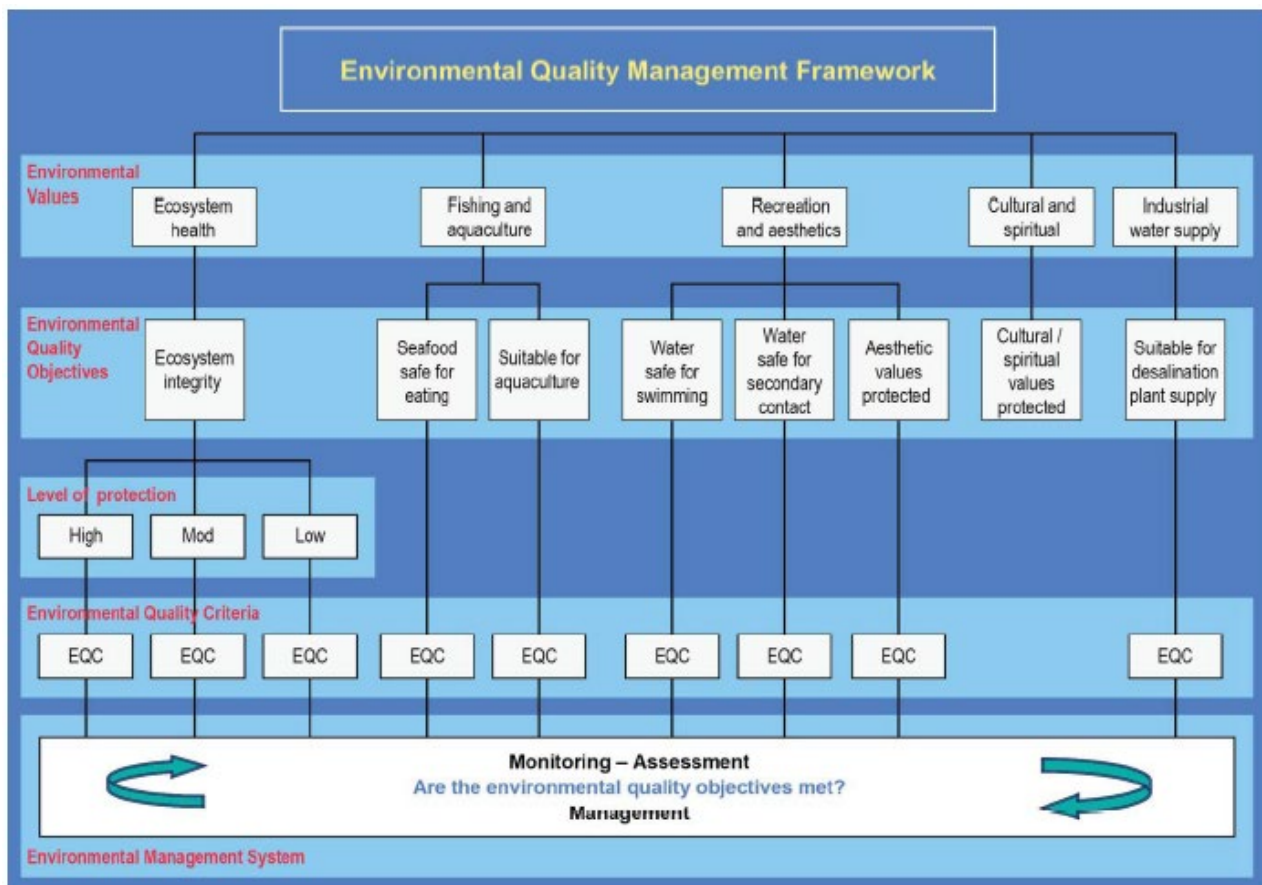 Environmental Quality Management Framework
Environmental
Values
Ecosystem
health
Fishing and
aquaculture
Recreation
and aesthetics
Cultural and
spiritual
Industrial
water supply
Environmental
Quality
Objectives
Ecosystem
integrity
Seafood
safe for
eating
Suitable for
aquaculture
Water
safe for
swimming
Water
safe for
secondary
contact
Aesthetic
values
protected
Cultural /
spiritual
values
protected
Suitable for
desalination
plant supply
Level of protection
High
Mod
Low
Environmental Quality Criteria
EQC
EQC
EQC
EQC
EQC
EQC
EQC
EQC
EQC
Monitoring – Assessment
Are the environmental quality objectives met?
Management
Environmental Management System